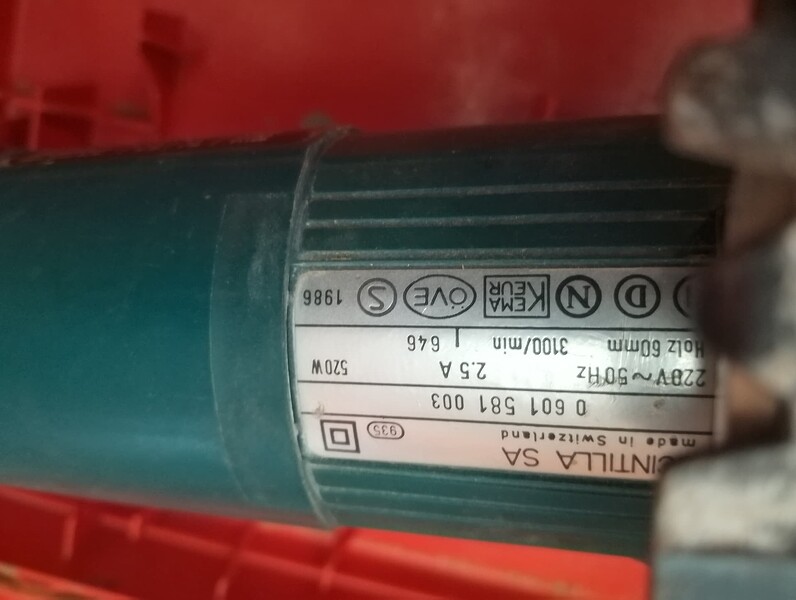 CINTILLA SA
made in Switzerland 935
0 601 581 003
220V~50Hz 2.5 A 520W
Holz 60mm 3100/min 646
D N KEMA KEUR ÖVE S 1986